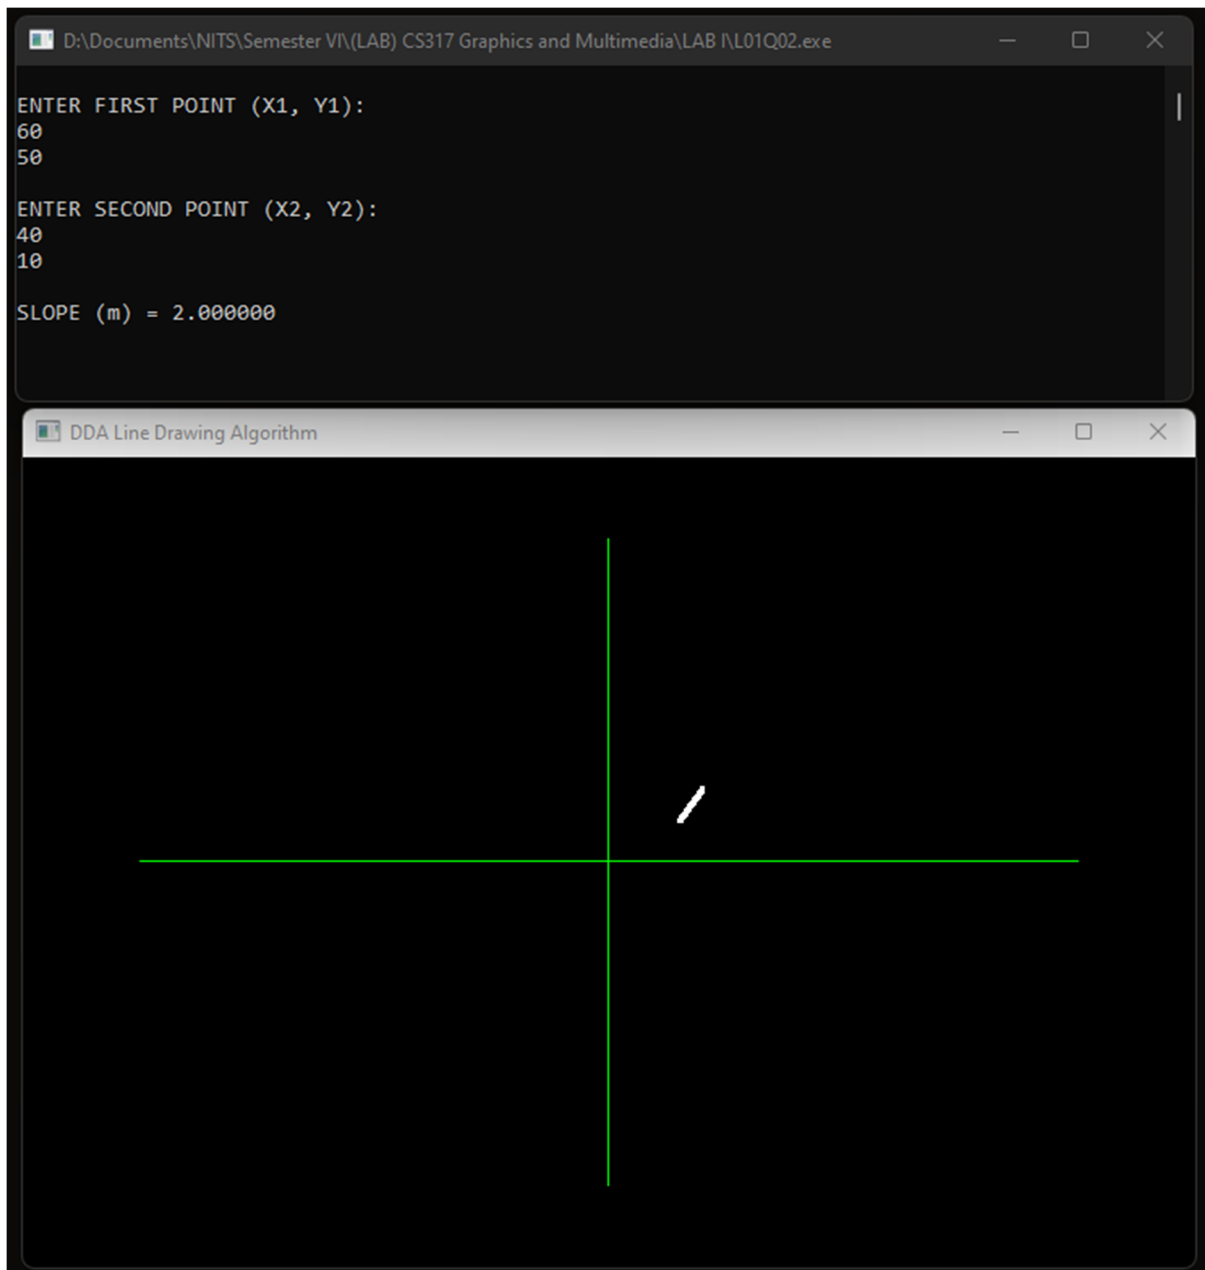 D:\Documents\NITS\Semester VI\(LAB) CS317 Graphics and Multimedia\LAB I\L01Q02.exe
ENTER FIRST POINT (X1, Y1):
60
50
ENTER SECOND POINT (X2, Y2):
40
10
SLOPE (m) = 2.000000
DDA Line Drawing Algorithm